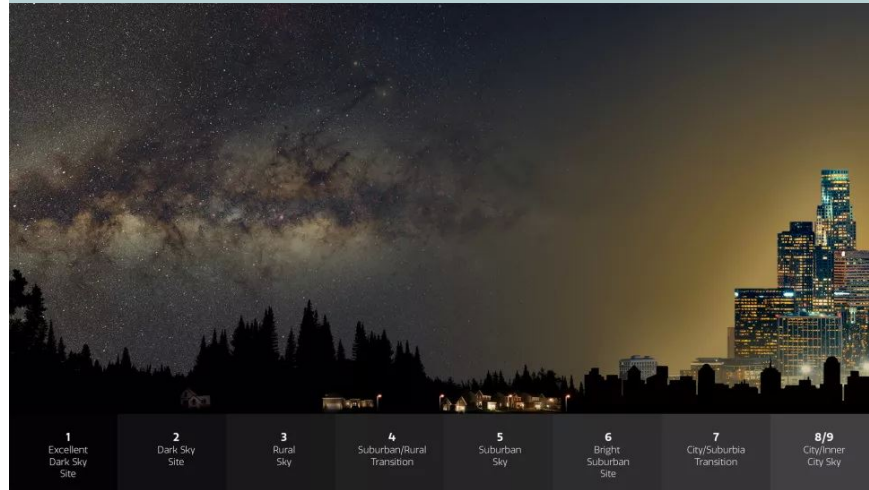 1
Excellent
Dark Sky
Site
2
Dark Sky
Site
3
Rural
Sky
4
Suburban/Rural
Transition
5
Suburban
Sky
6
Bright
Suburban
Site
7
City/Suburbia
Transition
8/9
City/Inner
City Sky